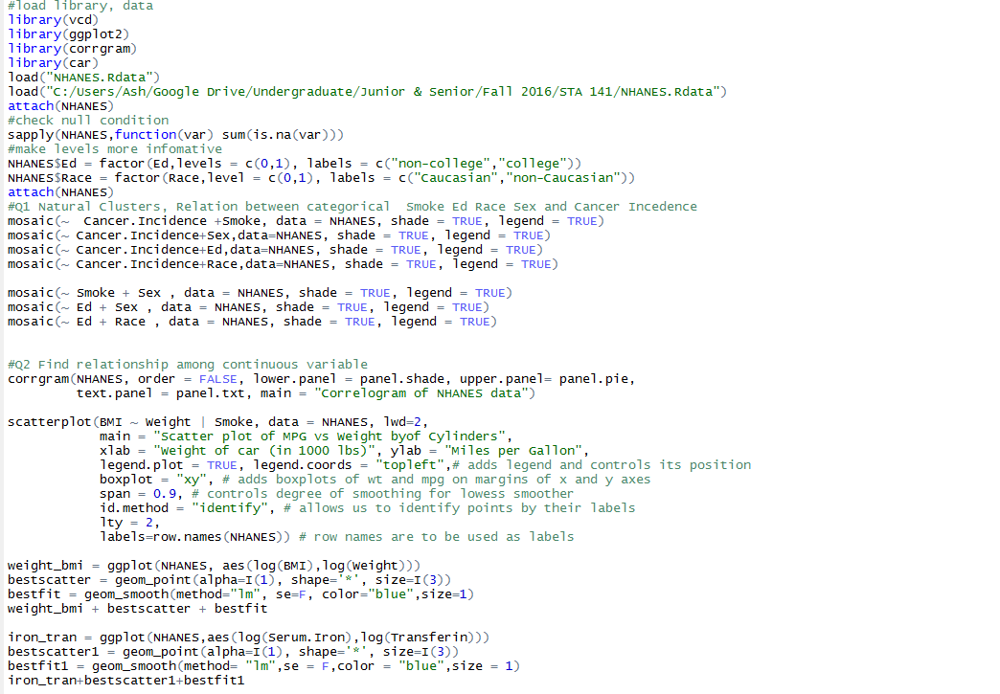 #load library, data
library(vcd)
library(ggplot2)
library(corrgram)
library(car)
load("NHANES.Rdata")
load("C:/Users/Ash/Google Drive/Undergraduate/Junior & Senior/Fall 2016/STA 141/NHANES.Rdata")
attach(NHANES)
#check null condition
sapply(NHANES,function(var) sum(is.na(var)))
#make levels more infomative
NHANES$Ed = factor(Ed,levels = c(0,1), labels = c("non-college","college"))
NHANES$Race = factor(Race,level = c(0,1), labels = c("Caucasian","non-Caucasian"))
attach(NHANES)
#Q1 Natural Clusters, Relation between categorical  Smoke Ed Race Sex and Cancer Incedence
mosaic(~  Cancer.Incidence +Smoke, data = NHANES, shade = TRUE, legend = TRUE)
mosaic(~ Cancer.Incidence+Sex,data=NHANES, shade = TRUE, legend = TRUE)
mosaic(~ Cancer.Incidence+Ed,data=NHANES, shade = TRUE, legend = TRUE)
mosaic(~ Cancer.Incidence+Race,data=NHANES, shade = TRUE, legend = TRUE)
mosaic(~ Smoke + Sex , data = NHANES, shade = TRUE, legend = TRUE)
mosaic(~ Ed + Sex , data = NHANES, shade = TRUE, legend = TRUE)
mosaic(~ Ed + Race , data = NHANES, shade = TRUE, legend = TRUE)
#Q2 Find relationship among continuous variable
corrgram(NHANES, order = FALSE, lower.panel = panel.shade, upper.panel= panel.pie,
text.panel = panel.txt, main = "Correlogram of NHANES data")
scatterplot(BMI ~ Weight | Smoke, data = NHANES, lwd=2,
main = "Scatter plot of MPG vs Weight byof Cylinders",
xlab = "Weight of car (in 1000 lbs)", ylab = "Miles per Gallon",
legend.plot = TRUE, legend.coords = "topleft",# adds legend and controls its position
boxplot = "xy", # adds boxplots of wt and mpg on margins of x and y axes
span = 0.9, # controls degree of smoothing for lowess smoother
id.method = "identify", # allows us to identify points by their labels
lty = 2,
labels=row.names(NHANES)) # row names are to be used as labels
weight_bmi = ggplot(NHANES, aes(log(BMI),log(Weight)))
bestscatter = geom_point(alpha=I(1), shape='*', size=I(3))
bestfit = geom_smooth(method="lm", se=F, color="blue",size=1)
weight_bmi + bestscatter + bestfit
iron_tran = ggplot(NHANES,aes(log(Serum.Iron),log(Transferin)))
bestscatter1 = geom_point(alpha=I(1), shape='*', size=I(3))
bestfit1 = geom_smooth(method= "lm",se = F,color = "blue",size = 1)
iron_tran+bestscatter1+bestfit1